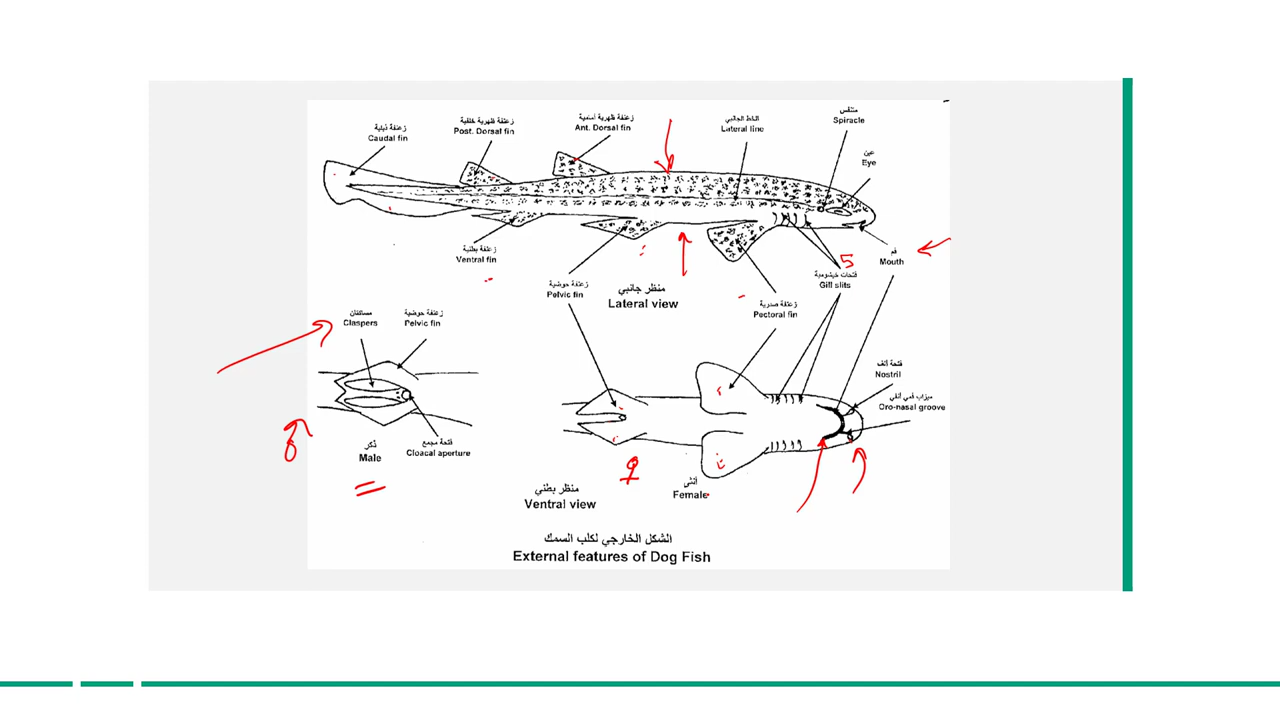 زعنفة ذيلية
Caudal fin
زعنفة ظهرية خلفية
Post. Dorsal fin
زعنفة ظهرية أمامية
Ant. Dorsal fin
الخط الجانبي
Lateral line
متنفس
Spiracle
عين
Eye
زعنفة بطنية
Ventral fin
زعنفة حوضية
Pelvic fin
منظر جانبي
Lateral view
5
فتحات خيشومية
Gill slits
فم
Mouth
زعنفة صدرية
Pectoral fin
Claspers
زعنفة حوضية
Pelvic fin
فتحة أنف
Nostril
ميزاب فمي أنفي
Oro-nasal groove
ذكر
Male
فتحة مجمع
Cloacal aperture
♂
♀
منظر بطني
Ventral view
أنثى
Female
الشكل الخارجي لكلب السمك
External features of Dog Fish